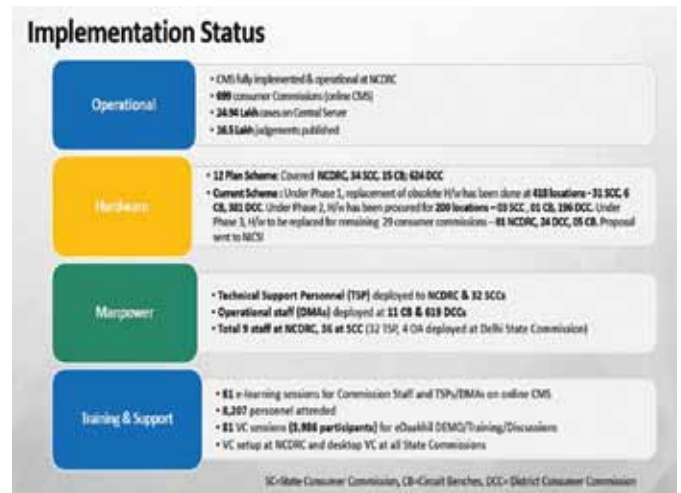 Implementation Status
Operational
• CMS fully implemented & operational at NCDRC
• 699 consumer Commissions (online CMS)
• 24.94 Lakh cases on Central Server
• 16.5 Lakh judgements published
Hardware
• 12 Plan Scheme: Covered NCDRC, 34 SCC, 15 CB; 624 DCC
• Current Scheme : Under Phase 1, replacement of obsolete H/w has been done at 418 locations - 31 SCC, 6
CB, 381 DCC. Under Phase 2, H/w has been procured for 200 locations – 03 SCC , 01 CB, 196 DCC. Under
Phase 3, H/w to be replaced for remaining 29 consumer commissions – 01 NCDRC, 24 DCC, 05 CB. Proposal
sent to NICSI
Manpower
• Technical Support Personnel (TSP) deployed to NCDRC & 32 SCCs
• Operational staff (DMAs) deployed at 11 CB & 619 DCCs
• Total 9 staff at NCDRC, 36 at SCC (32 TSP, 4 OA deployed at Delhi State Commission)
Training & Support
• 81 e-learning sessions for Commission Staff and TSPs/DMAs on online CMS
• 8,207 personnel attended
• 81 VC sessions (participants) for eDaakhil DEMO/Training/Discussions
• VC setup at NCDRC and desktop VC at all State Commissions
SC=State Consumer Commission, CB=Circuit Benches, DCC= District Consumer Commission